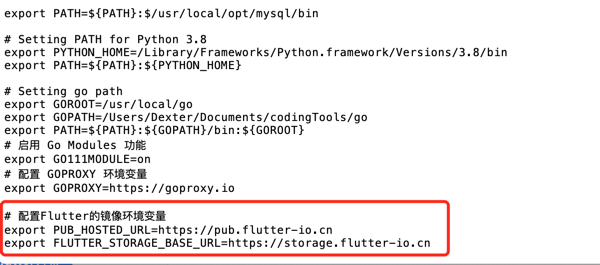 export PATH=${PATH}:$/usr/local/opt/mysql/bin
# Setting PATH for Python 3.8
export PYTHON_HOME=/Library/Frameworks/Python.framework/Versions/3.8/bin
export PATH=${PATH}:${PYTHON_HOME}
# Setting go path
export GOROOT=/usr/local/go
export GOPATH=/Users/Dexter/Documents/codingTools/go
export PATH=${PATH}:${GOPATH}/bin:${GOROOT}
# 启用 Go Modules 功能
export GO111MODULE=on
# 配置 GOPROXY 环境变量
export GOPROXY=https://goproxy.io
# 配置Flutter的镜像环境变量
export PUB_HOSTED_URL=https://pub.flutter-io.cn
export FLUTTER_STORAGE_BASE_URL=https://storage.flutter-io.cn